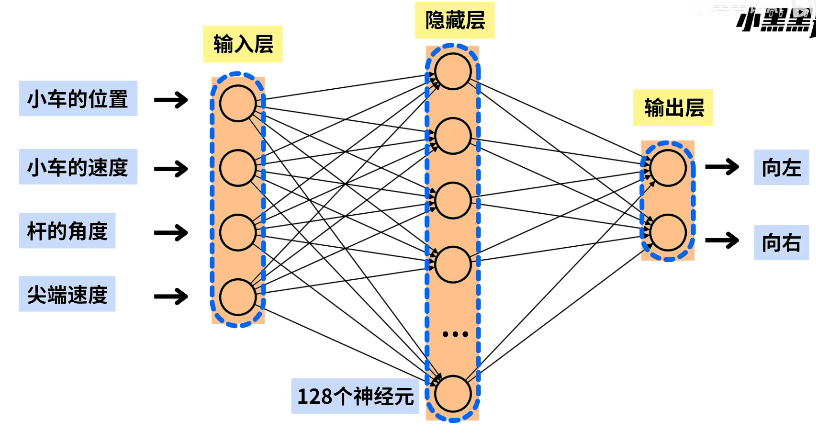 小黑黑
输入层
隐藏层
输出层
小车的位置
小车的速度
杆的角度
尖端速度
...
128个神经元
向左
向右